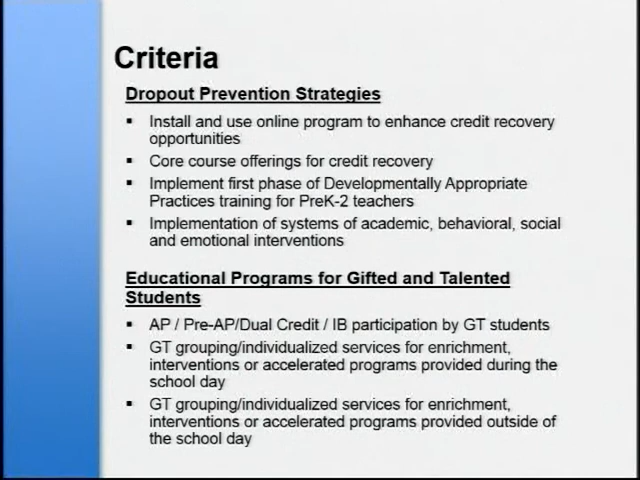 Criteria
Dropout Prevention Strategies
▪ Install and use online program to enhance credit recovery
opportunities
▪ Core course offerings for credit recovery
▪ Implement first phase of Developmentally Appropriate
Practices training for PreK-2 teachers
▪ Implementation of systems of academic, behavioral, social
and emotional interventions
Educational Programs for Gifted and Talented
Students
▪ AP / Pre-AP/Dual Credit / IB participation by GT students
▪ GT grouping/individualized services for enrichment,
interventions or accelerated programs provided during the
school day
▪ GT grouping/individualized services for enrichment,
interventions or accelerated programs provided outside of
the school day